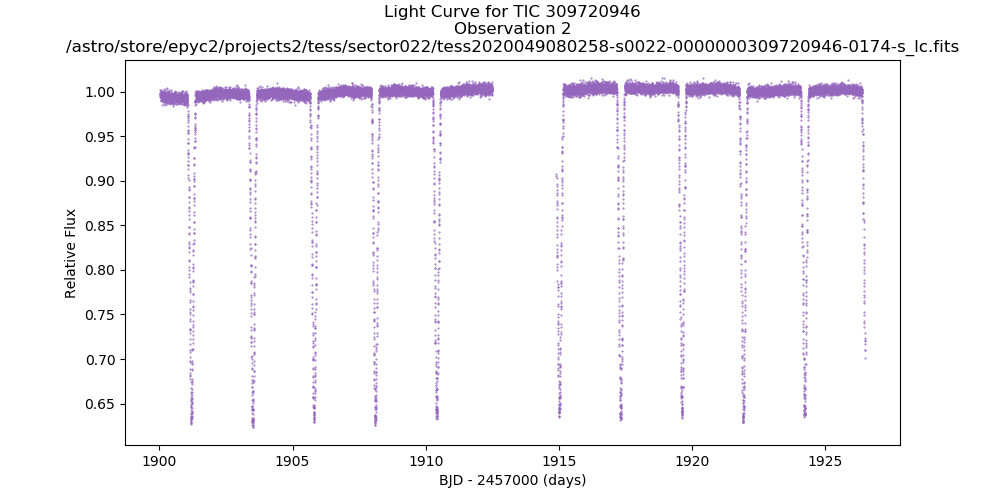 Light Curve for TIC 309720946
Observation 2
/astro/store/epyc2/projects2/tess/sector022/tess2020049080258-s0022-0000000309720946-0174-s_lc.fits
1.00
0.95
0.90
0.85
0.80
0.75
0.70
0.65
Relative Flux
1900
1905
1910
1915
1920
1925
BJD - 2457000 (days)